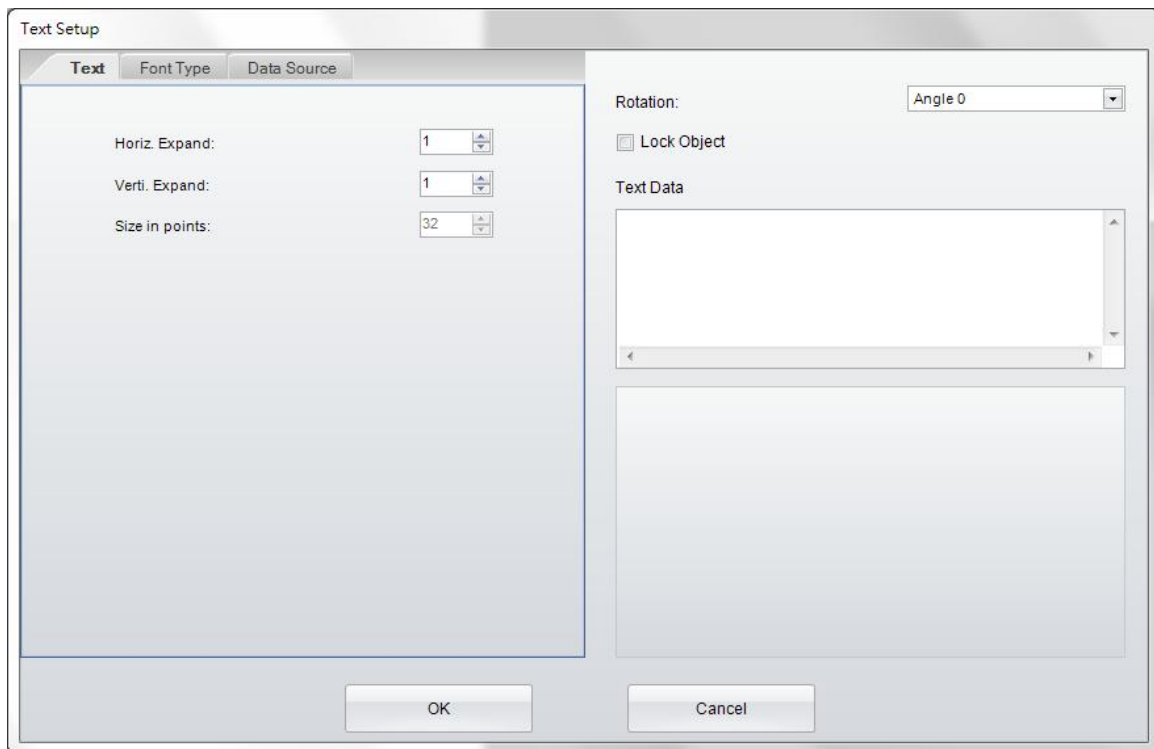 Text Setup
Text Font Type Data Source
Horiz. Expand: 1
Verti. Expand: 1
Size in points: 32
Rotation: Angle 0
Lock Object
Text Data
OK Cancel